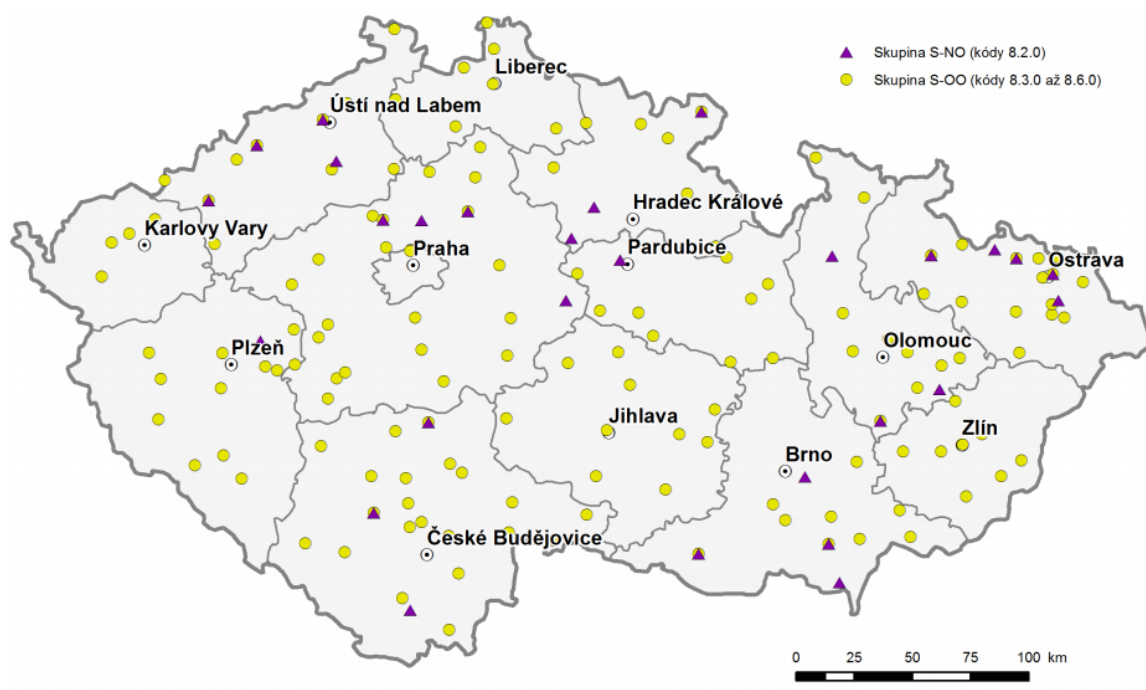 Skupina S-NO (kódy 8.2.0)
Skupina S-OO (kódy 8.3.0 až 8.6.0)
Liberec
Ústí nad Labem
Hradec Králové
Karlovy Vary
Praha
Pardubice
Ostrava
Plzeň
Olomouc
Jihlava
Zlín
Brno
České Budějovice
0 25 50 75 100 km